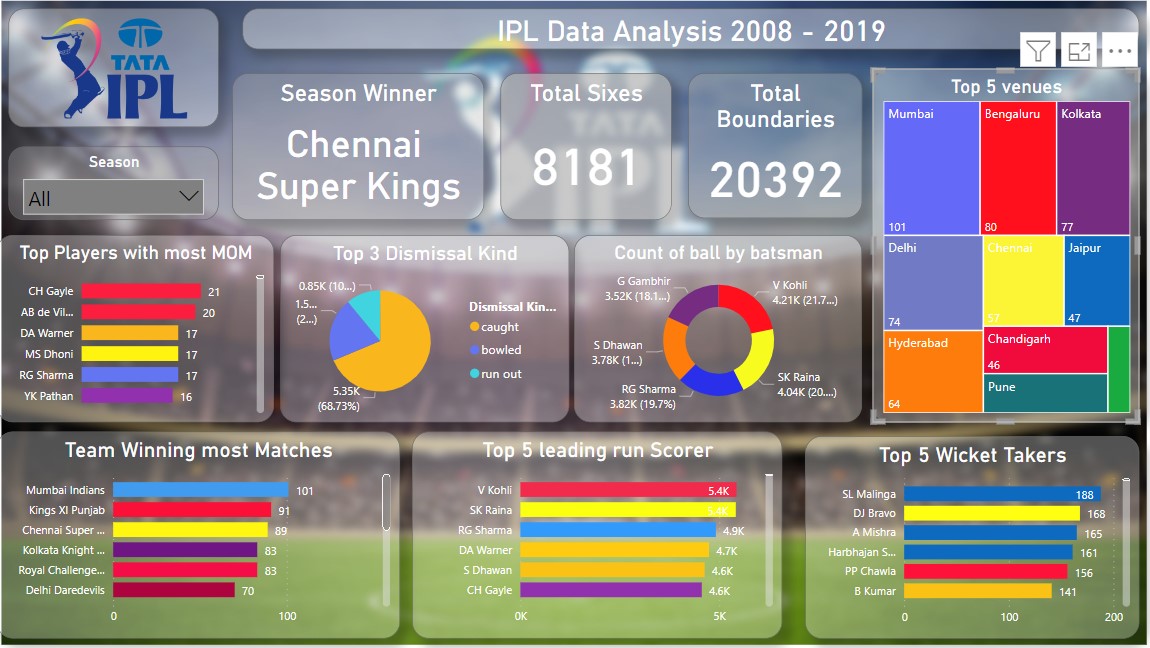 TATA
IPL
IPL Data Analysis 2008 - 2019
Season
All
Season Winner
Chennai
Super Kings
Total Sixes
8181
Total
Boundaries
20392
Top 5 venues
Mumbai
101
Bengaluru
80
Kolkata
77
Delhi
74
Chennai
57
Jaipur
47
Hyderabad
64
Chandigarh
46
Pune
Top Players with most MOM
CH Gayle 21
AB de Vil... 20
DA Warner 17
MS Dhoni 17
RG Sharma 17
YK Pathan 16
Top 3 Dismissal Kind
0.85K (10...)
1.5...
(2...)
5.35K
(68.73%)
Dismissal Kin...
caught
bowled
run out
Count of ball by batsman
G Gambhir
3.52K (18.1...)
V Kohli
4.21K (21.7...)
S Dhawan
3.78K (1...)
SK Raina
4.04K (20....)
RG Sharma
3.82K (19.7%)
Team Winning most Matches
Mumbai Indians 101
Kings XI Punjab 91
Chennai Super ... 89
Kolkata Knight ... 83
Royal Challenge... 83
Delhi Daredevils 70
0 100
Top 5 leading run Scorer
V Kohli 5.4K
SK Raina 5.4K
RG Sharma 4.9K
DA Warner 4.7K
S Dhawan 4.6K
CH Gayle 4.6K
0K 5K
Top 5 Wicket Takers
SL Malinga 188
DJ Bravo 168
A Mishra 165
Harbhajan S... 161
PP Chawla 156
B Kumar 141
0 100 200